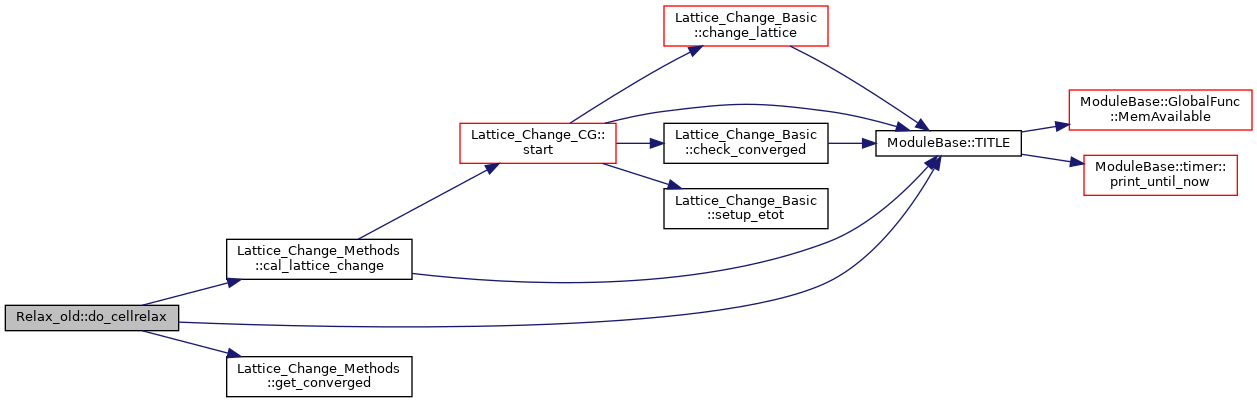 Lattice_Change_Basic
::change_lattice
ModuleBase::GlobalFunc
::MemAvailable
Lattice_Change_CG::
start
Lattice_Change_Basic
::check_converged
ModuleBase::TITLE
ModuleBase::timer::
print_until_now
Lattice_Change_Basic
::setup_etot
Lattice_Change_Methods
::cal_lattice_change
Relax_old::do_cellrelax
Lattice_Change_Methods
::get_converged